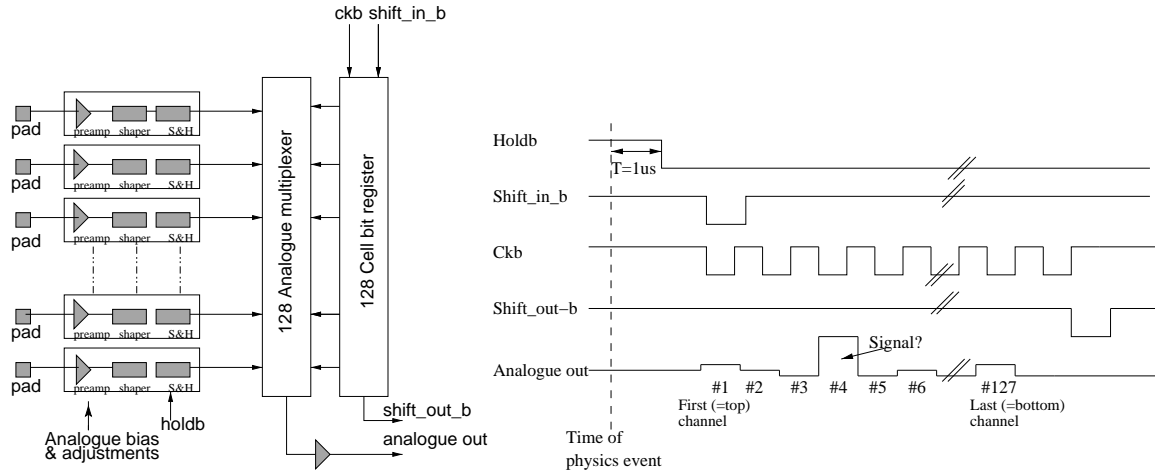 ckb shift_in_b
pad
preamp shaper S&H
pad
preamp shaper S&H
pad
preamp shaper S&H
pad
preamp shaper S&H
pad
preamp shaper S&H
128 Analogue multiplexer
128 Cell bit register
holdb
Analogue bias
& adjustments
shift_out_b
analogue out
Holdb
T=1us
Shift_in_b
Ckb
Shift_out-b
Signal?
Analogue out
#1 #2 #3 #4 #5 #6 #127
First (=top)
channel
Last (=bottom)
channel
Time of
physics event